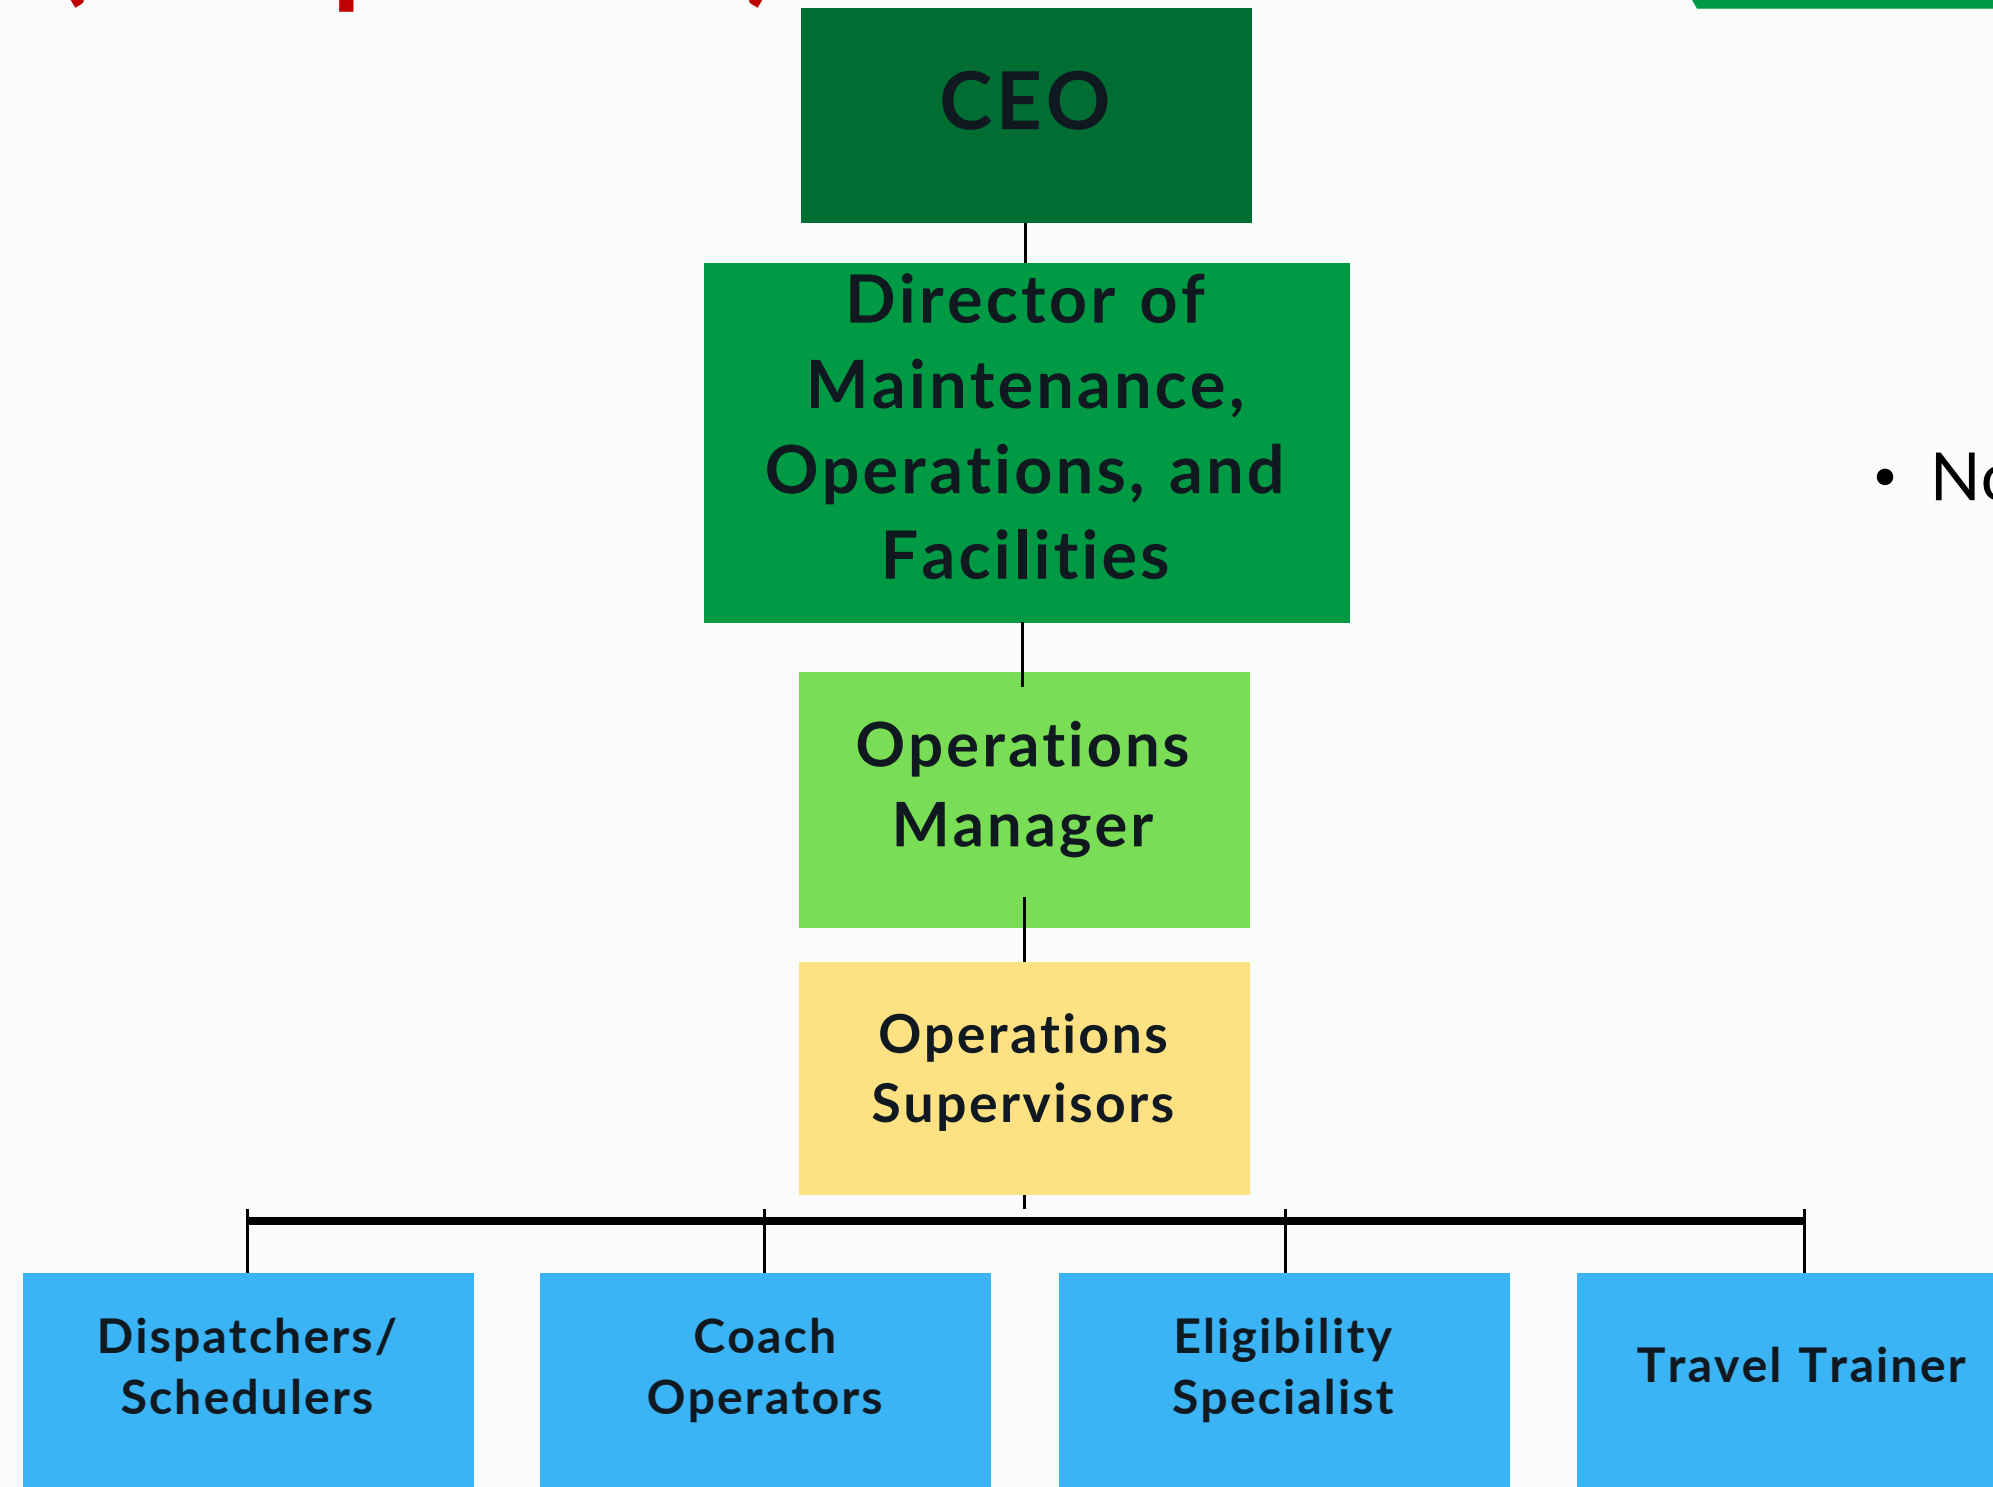 CEO
Director of
Maintenance,
Operations, and
Facilities
Operations
Manager
Operations
Supervisors
Dispatchers/
Schedulers
Coach
Operators
Eligibility
Specialist
Travel Trainer